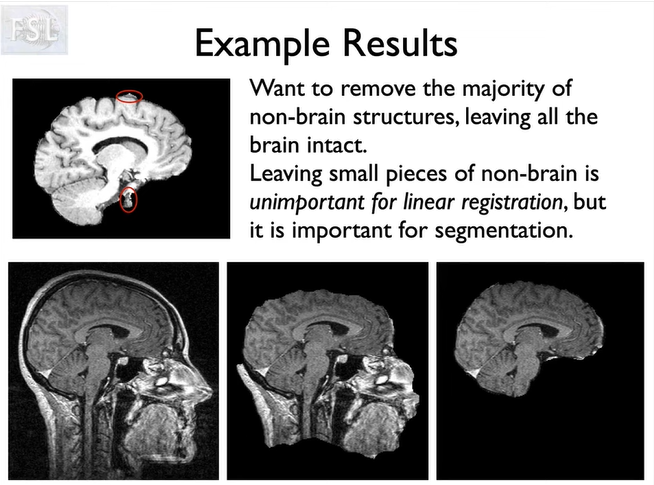 FSL
Example Results
Want to remove the majority of
non-brain structures, leaving all the
brain intact.
Leaving small pieces of non-brain is
unimportant for linear registration, but
it is important for segmentation.